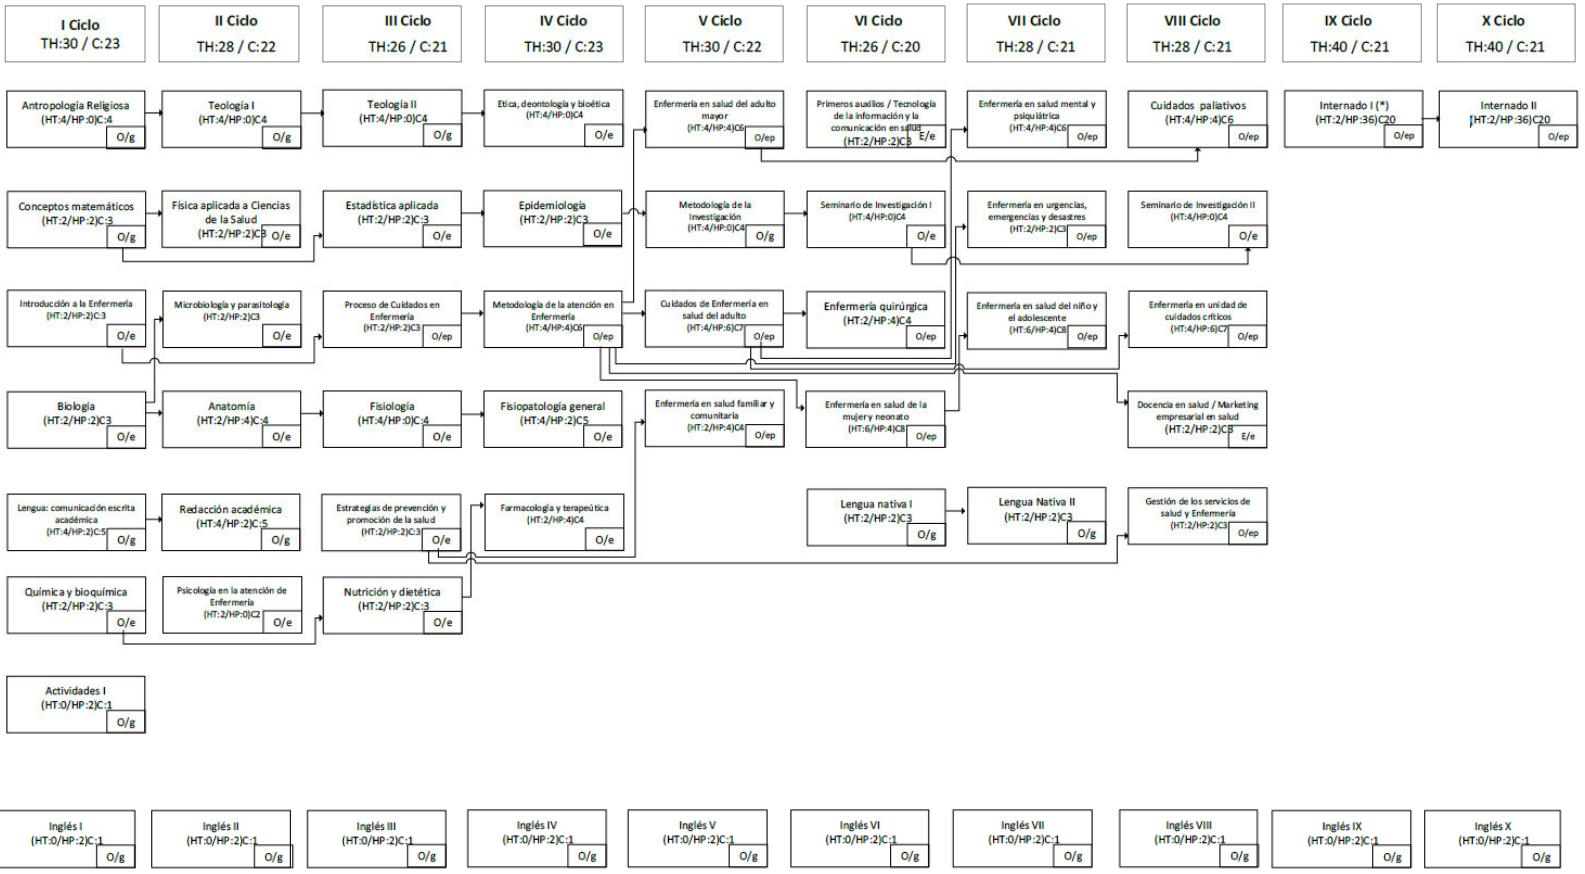 I Ciclo
TH:30 / C:23
II Ciclo
TH:28 / C:22
III Ciclo
TH:26 / C:21
IV Ciclo
TH:30 / C:23
V Ciclo
TH:30 / C:22
VI Ciclo
TH:26 / C:20
VII Ciclo
TH:28 / C:21
VIII Ciclo
TH:28 / C:21
IX Ciclo
TH:40 / C:21
X Ciclo
TH:40 / C:21
Antropología Religiosa
(HT:4/HP:0)C:4
O/g
Teología I
(HT:4/HP:0)C4
O/g
Teología II
(HT:4/HP:0)C4
O/g
Etica, deontología y bioética
(HT:4/HP:0)C4
O/e
Enfermería en salud del adulto
mayor
(HT:4/HP:4)C6
O/ep
Primeros auxilios / Tecnología
de la información y la
comunicación en salud
(HT:2/HP:2)C3
E/e
Enfermería en salud mental y
psiquiátrica
(HT:4/HP:4)C6
O/ep
Cuidados paliativos
(HT:4/HP:4)C6
O/ep
Internado I (*)
(HT:2/HP:36)C20
O/ep
Internado II
(HT:2/HP:36)C20
O/ep
Conceptos matemáticos
(HT:2/HP:2)C:3
O/g
Física aplicada a Ciencias
de la Salud
(HT:2/HP:2)C3
O/e
Estadística aplicada
(HT:2/HP:2)C:3
O/e
Epidemiología
(HT:2/HP:2)C3
O/e
Metodología de la
Investigación
(HT:4/HP:0)C4
O/g
Seminario de Investigación I
(HT:4/HP:0)C4
O/e
Enfermería en urgencias,
emergencias y desastres
(HT:2/HP:2)C3
O/ep
Seminario de Investigación II
(HT:4/HP:0)C4
O/e
Introducción a la Enfermería
(HT:2/HP:2)C:3
O/e
Microbiología y parasitología
(HT:2/HP:2)C3
O/e
Proceso de Cuidados en
Enfermería
(HT:2/HP:2)C3
O/ep
Metodología de la atención en
Enfermería
(HT:4/HP:4)C6
O/ep
Cuidados de Enfermería en
salud del adulto
(HT:4/HP:6)C7
O/ep
Enfermería quirúrgica
(HT:2/HP:4)C4
O/ep
Enfermería en salud del niño y
el adolescente
(HT:6/HP:4)C8
O/ep
Enfermería en unidad de
cuidados críticos
(HT:4/HP:6)C7
O/ep
Biología
(HT:2/HP:2)C3
O/e
Anatomía
(HT:2/HP:4)C:4
O/e
Fisiología
(HT:4/HP:0)C:4
O/e
Fisiopatología general
(HT:4/HP:2)C5
O/e
Enfermería en salud familiar y
comunitaria
(HT:2/HP:4)C4
O/ep
Enfermería en salud de la
mujer y neonato
(HT:6/HP:4)C8
O/ep
Docencia en salud / Marketing
empresarial en salud
(HT:2/HP:2)C3
E/e
Lengua: comunicación escrita
académica
(HT:4/HP:2)C:5
O/g
Redacción académica
(HT:4/HP:2)C:5
O/g
Estrategias de prevención y
promoción de la salud
(HT:2/HP:2)C:3
O/e
Farmacología y terapeútica
(HT:2/HP:4)C4
O/e
Lengua nativa I
(HT:2/HP:2)C3
O/g
Lengua Nativa II
(HT:2/HP:2)C3
O/g
Gestión de los servicios de
salud y Enfermería
(HT:2/HP:2)C3
O/ep
Química y bioquímica
(HT:2/HP:2)C:3
O/e
Psicología en la atención de
Enfermería
(HT:2/HP:0)C2
O/e
Nutrición y dietética
(HT:2/HP:2)C:3
O/e
Actividades I
(HT:0/HP:2)C:1
O/g
Inglés I
(HT:0/HP:2)C:1
O/g
Inglés II
(HT:0/HP:2)C:1
O/g
Inglés III
(HT:0/HP:2)C:1
O/g
Inglés IV
(HT:0/HP:2)C:1
O/g
Inglés V
(HT:0/HP:2)C:1
O/g
Inglés VI
(HT:0/HP:2)C:1
O/g
Inglés VII
(HT:0/HP:2)C:1
O/g
Inglés VIII
(HT:0/HP:2)C:1
O/g
Inglés IX
(HT:0/HP:2)C:1
O/g
Inglés X
(HT:0/HP:2)C:1
O/g